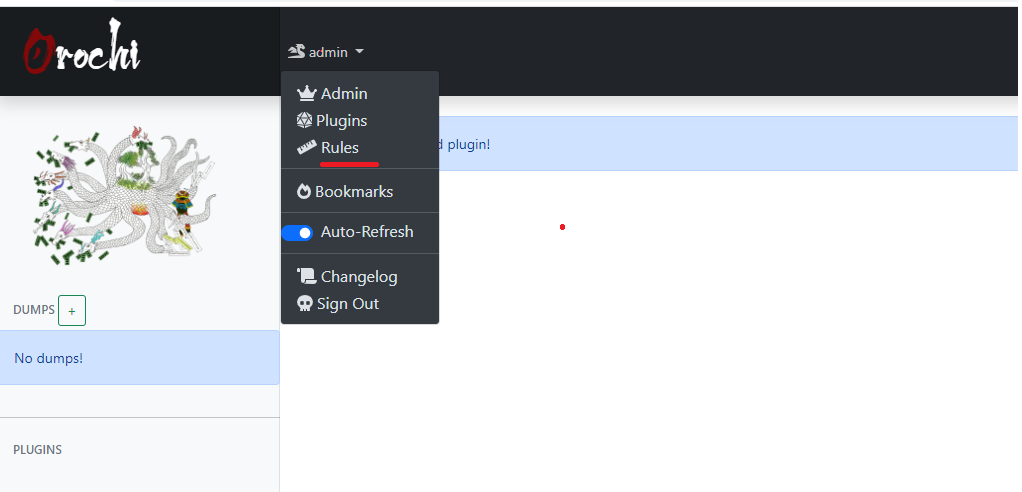 Orochi
admin
Admin
Plugins
Rules
plugin!
Bookmarks
Auto-Refresh
Changelog
Sign Out
DUMPS +
No dumps!
PLUGINS